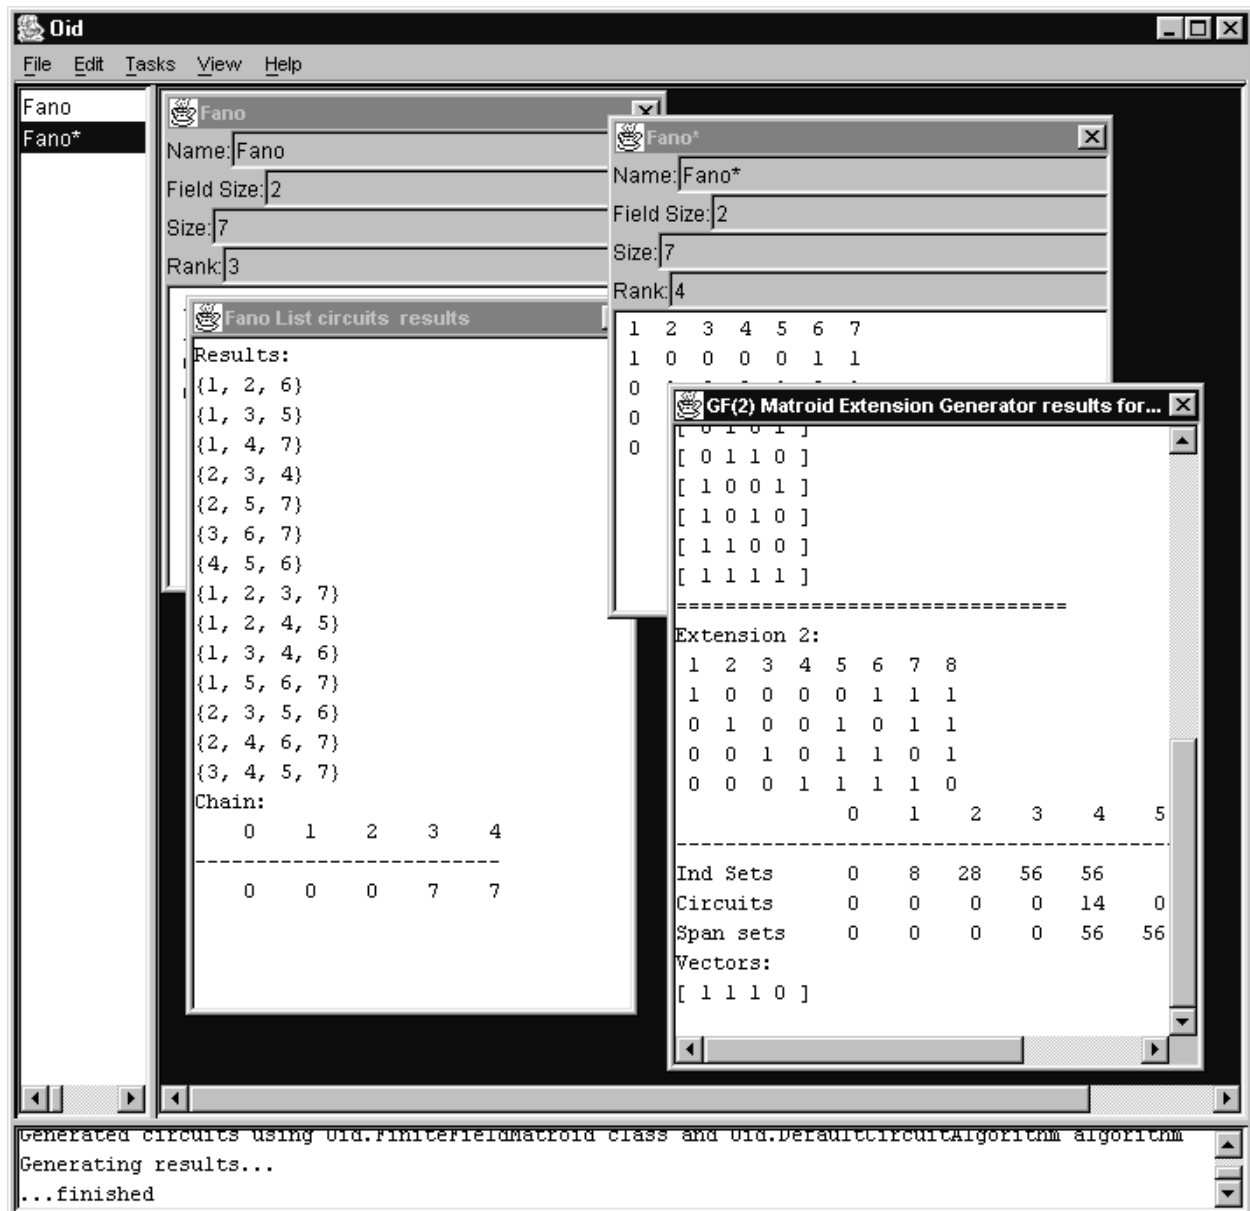 Oid
File Edit Tasks View Help
Fano
Fano*
Fano
Name: Fano
Field Size: 2
Size: 7
Rank: 3
Fano List circuits results
Results:
{1, 2, 6}
{1, 3, 5}
{1, 4, 7}
{2, 3, 4}
{2, 5, 7}
{3, 6, 7}
{4, 5, 6}
{1, 2, 3, 7}
{1, 2, 4, 5}
{1, 3, 4, 6}
{1, 5, 6, 7}
{2, 3, 5, 6}
{2, 4, 6, 7}
{3, 4, 5, 7}
Chain:
0 1 2 3 4
-------------------------
0 0 0 7 7
Fano*
Name: Fano*
Field Size: 2
Size: 7
Rank: 4
1 2 3 4 5 6 7
1 0 0 0 0 1 1
0
0
0
GF(2) Matroid Extension Generator results for...
[ 0 1 0 1 ]
[ 0 1 1 0 ]
[ 1 0 0 1 ]
[ 1 0 1 0 ]
[ 1 1 0 0 ]
[ 1 1 1 1 ]
================================
Extension 2:
1 2 3 4 5 6 7 8
1 0 0 0 0 1 1 1
0 1 0 0 1 0 1 1
0 0 1 0 1 1 0 1
0 0 0 1 1 1 1 0
0 1 2 3 4 5
----------------------------------------
Ind Sets 0 8 28 56 56
Circuits 0 0 0 0 14 0
Span sets 0 0 0 0 56 56
Vectors:
[ 1 1 1 0 ]
Generated circuits using Oid.FiniteFieldMatroid class and Oid.DefaultCircuitAlgorithm algorithm
Generating results...
...finished